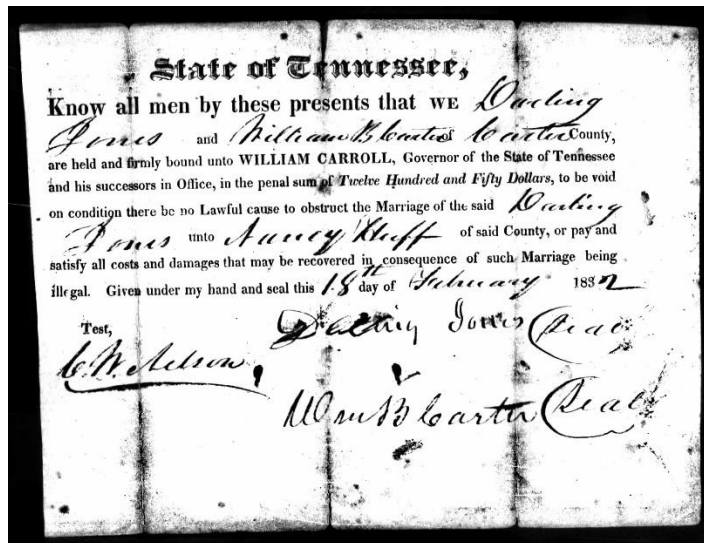 State of Tennessee,
Know all men by these presents that WE Darling
Jones and William B Carter of Carter County,
are held and firmly bound unto WILLIAM CARROLL, Governor of the State of Tennessee
and his successors in Office, in the penal sum of Twelve Hundred and Fifty Dollars, to be void
on condition there be no Lawful cause to obstruct the Marriage of the said Darling
Jones unto Nancy Huff of said County, or pay and
satisfy all costs and damages that may be recovered in consequence of such Marriage being
illegal. Given under my hand and seal this 18th day of February 1832
Test, Darling Jones (Seal)
C. W. Nelson
Wm B Carter (Seal)